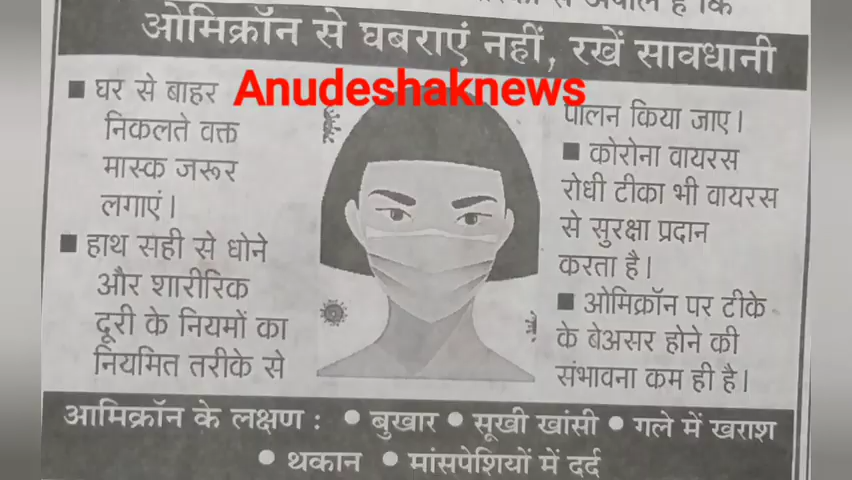 अपील है कि
ओमिक्रॉन से घबराएं नहीं, रखें सावधानी
Anudeshaknews
■ घर से बाहर
निकलते वक्त
मास्क जरूर
लगाएं।
■ हाथ सही से धोने
और शारीरिक
दूरी के नियमों का
नियमित तरीके से
पालन किया जाए।
■ कोरोना वायरस
रोधी टीका भी वायरस
से सुरक्षा प्रदान
करता है।
■ ओमिक्रॉन पर टीके
के बेअसर होने की
संभावना कम ही है।
आमिक्रॉन के लक्षण : ● बुखार ● सूखी खांसी ● गले में खराश
● थकान ● मांसपेशियों में दर्द